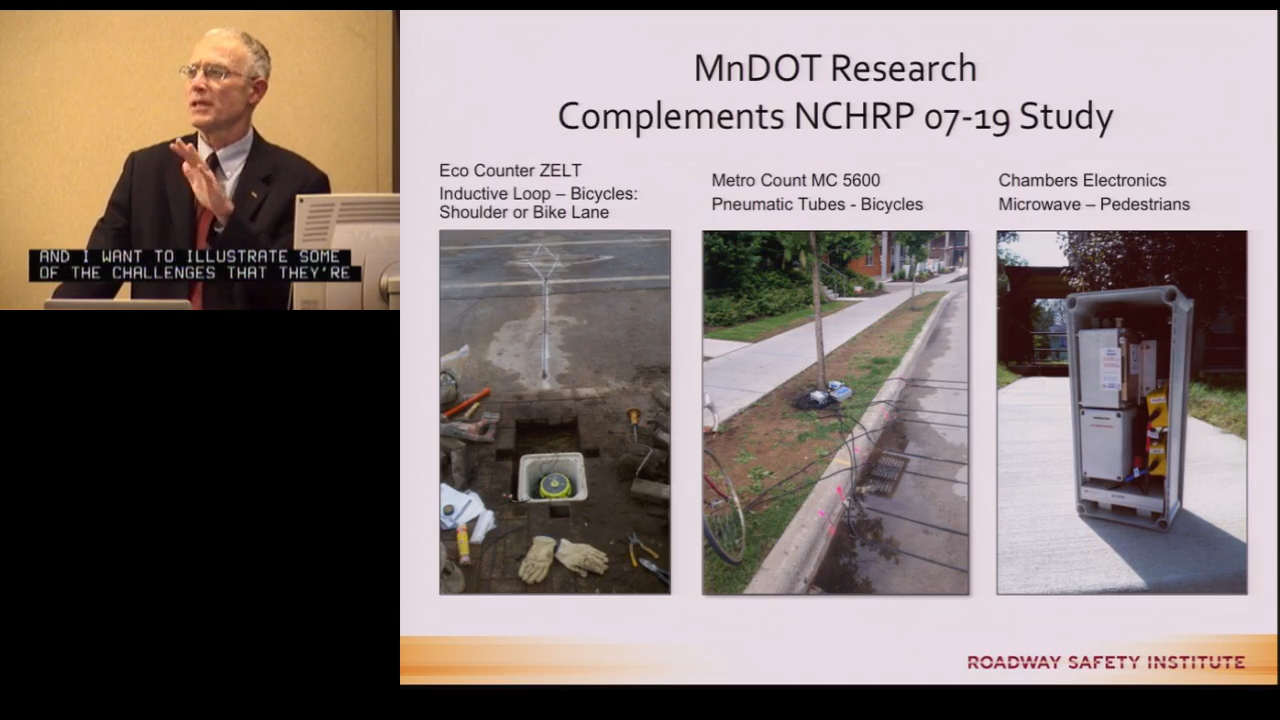 MnDOT Research
Complements NCHRP 07-19 Study
Eco Counter ZELT
Inductive Loop – Bicycles:
Shoulder or Bike Lane
Metro Count MC 5600
Pneumatic Tubes - Bicycles
Chambers Electronics
Microwave – Pedestrians
AND I WANT TO ILLUSTRATE SOME
OF THE CHALLENGES THAT THEY'RE
ROADWAY SAFETY INSTITUTE